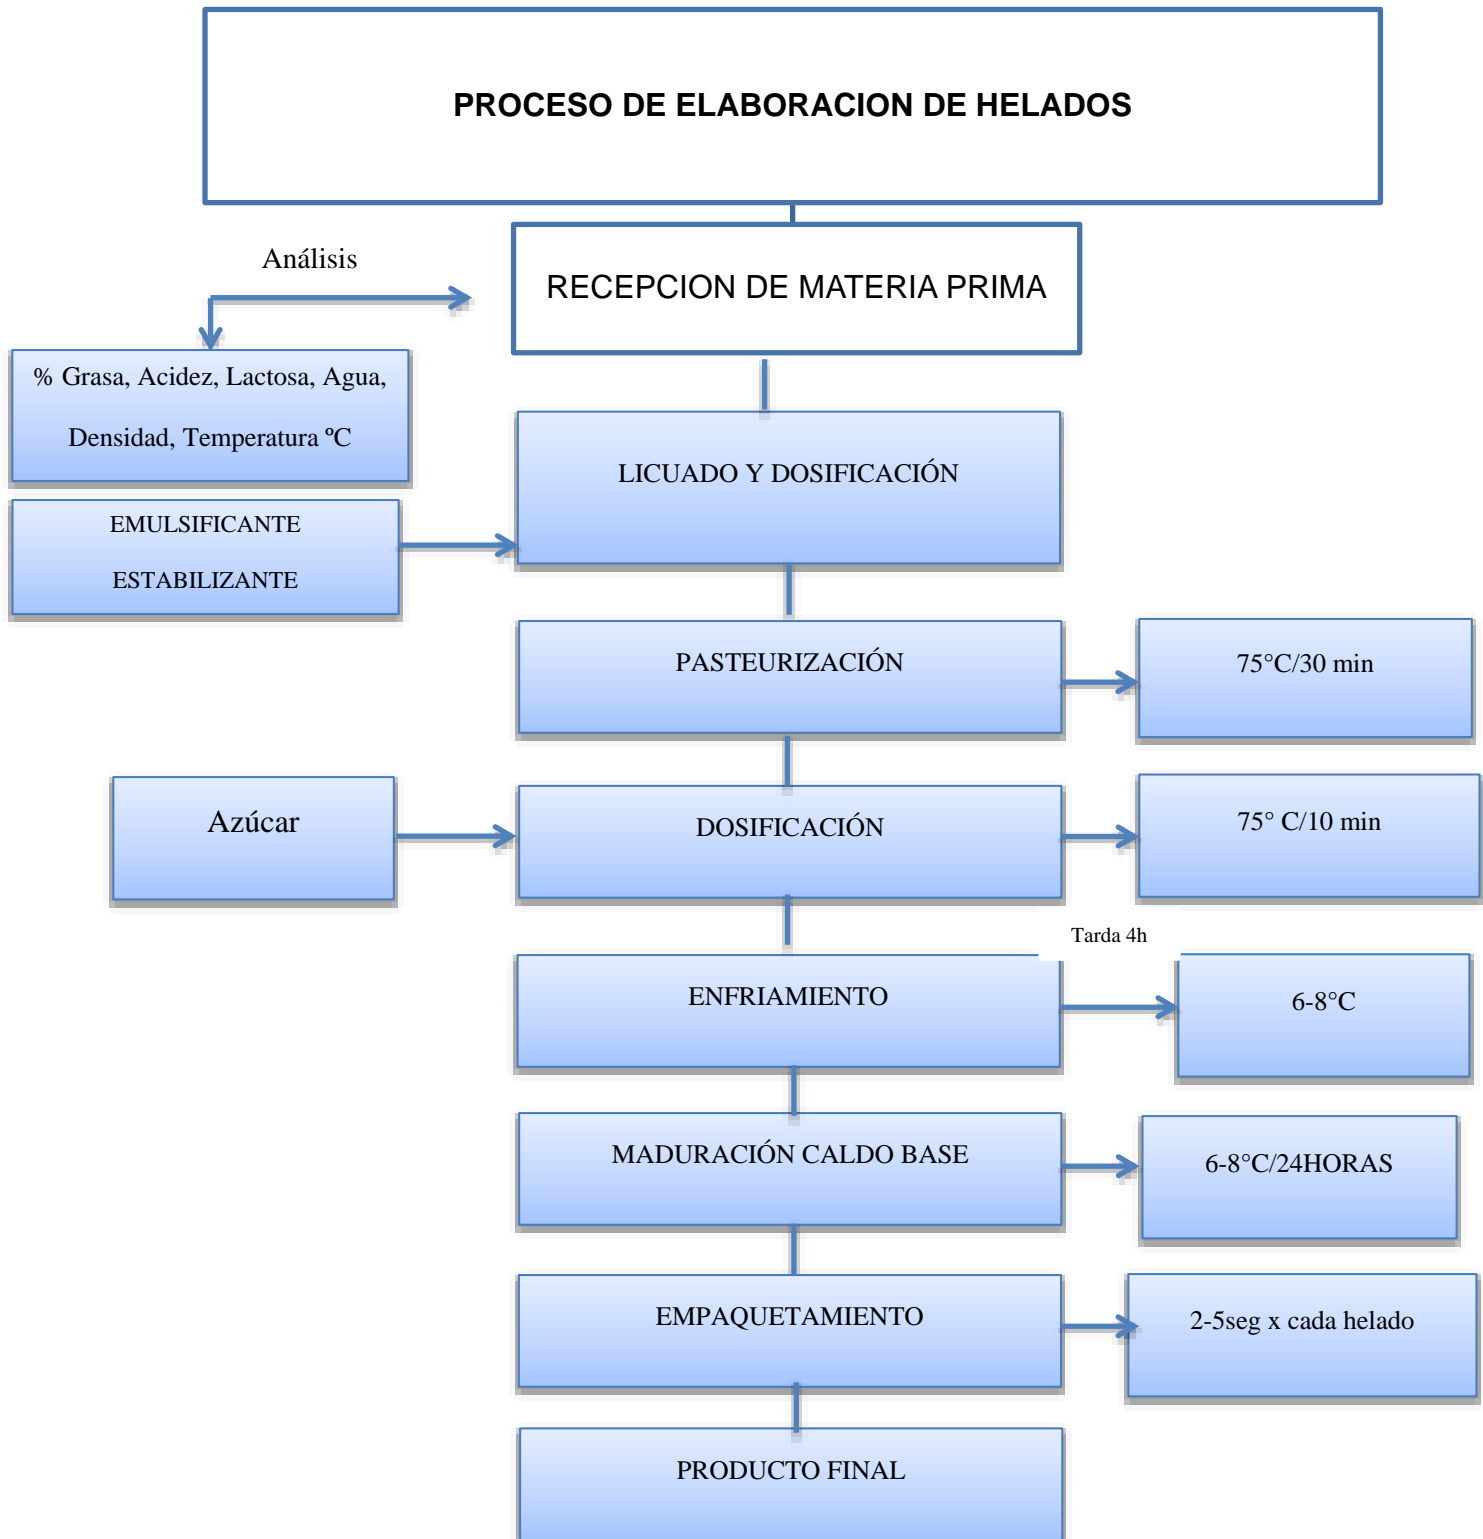 PROCESO DE ELABORACION DE HELADOS
RECEPCION DE MATERIA PRIMA
Análisis
% Grasa, Acidez, Lactosa, Agua,
Densidad, Temperatura ºC
LICUADO Y DOSIFICACIÓN
EMULSIFICANTE
ESTABILIZANTE
PASTEURIZACIÓN
75°C/30 min
Azúcar
DOSIFICACIÓN
75° C/10 min
Tarda 4h
ENFRIAMIENTO
6-8°C
MADURACIÓN CALDO BASE
6-8°C/24HORAS
EMPAQUETAMIENTO
2-5seg x cada helado
PRODUCTO FINAL